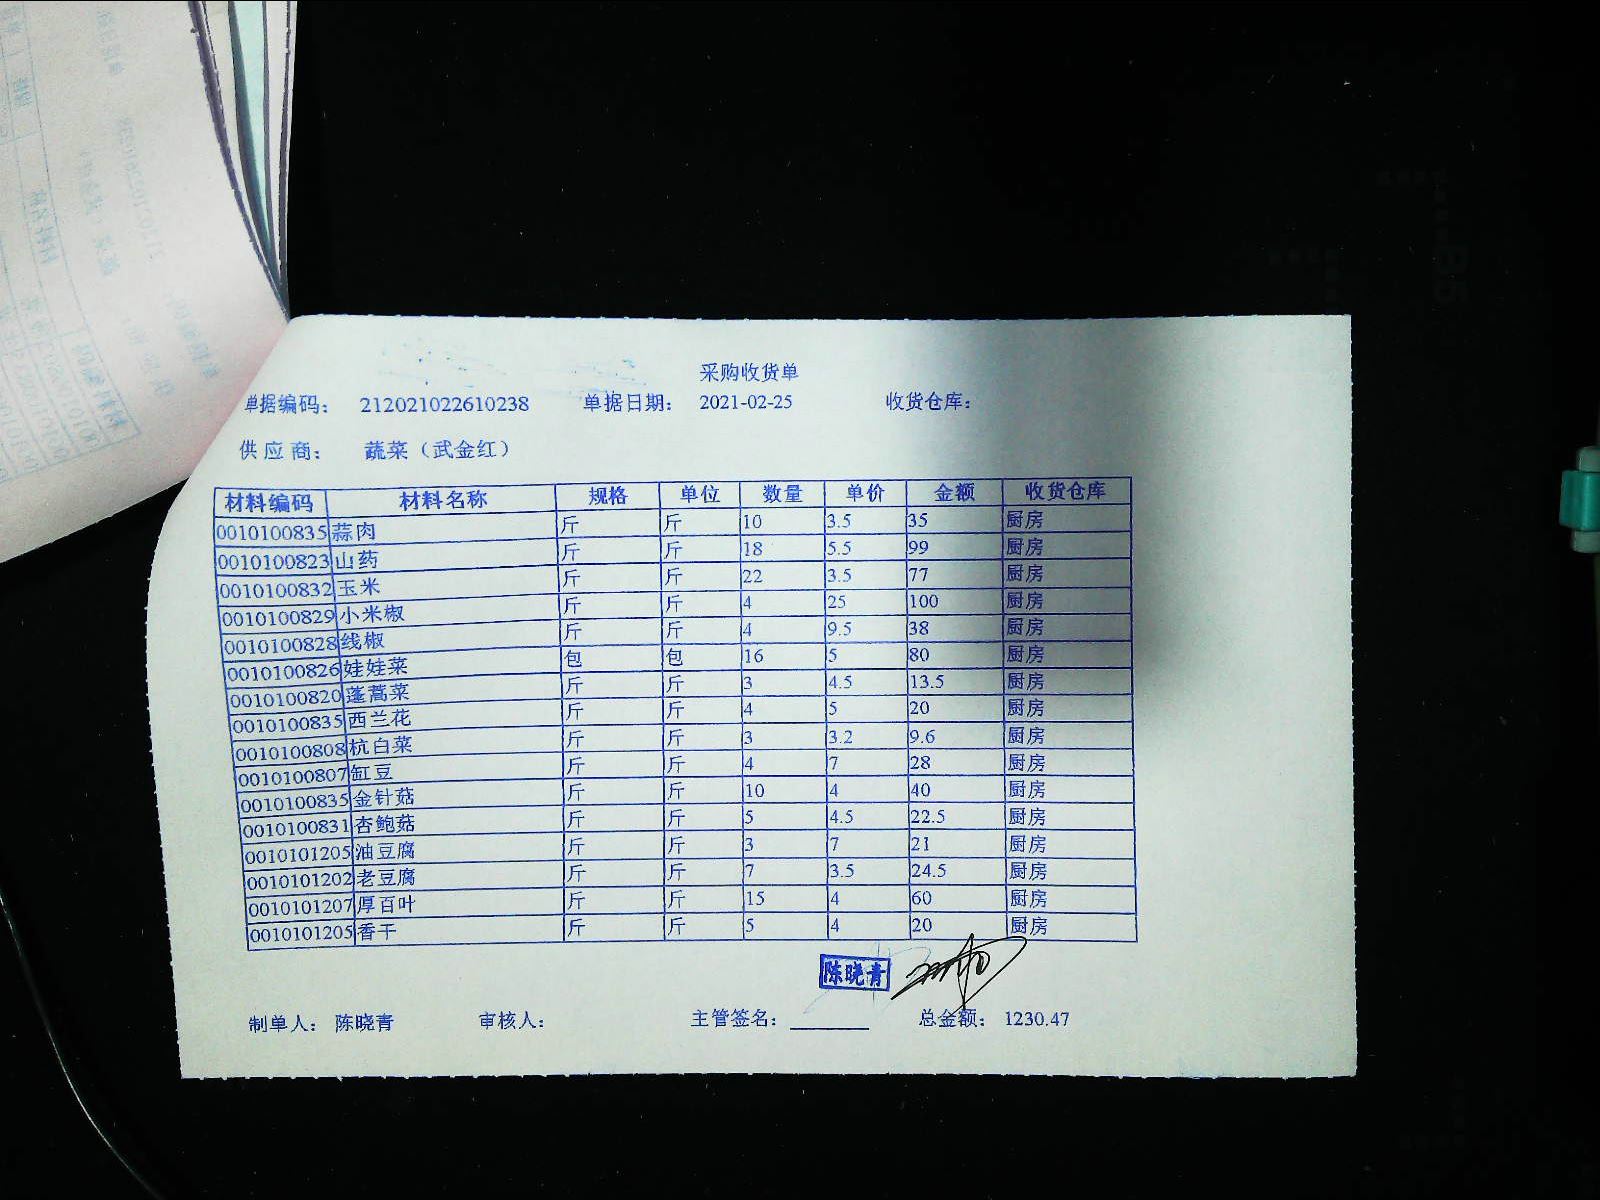 采购收货单
单据编码： 212021022610238 单据日期： 2021-02-25 收货仓库：
供应商： 蔬菜（武金红）
材料编码 材料名称 规格 单位 数量 单价 金额 收货仓库
0010100835 蒜肉 斤 斤 10 3.5 35 厨房
0010100823 山药 斤 斤 18 5.5 99 厨房
0010100832 玉米 斤 斤 22 3.5 77 厨房
0010100829 小米椒 斤 斤 4 25 100 厨房
0010100828 线椒 斤 斤 4 9.5 38 厨房
0010100826 娃娃菜 包 包 16 5 80 厨房
0010100820 蓬蒿菜 斤 斤 3 4.5 13.5 厨房
0010100835 西兰花 斤 斤 4 5 20 厨房
0010100808 杭白菜 斤 斤 3 3.2 9.6 厨房
0010100807 缸豆 斤 斤 4 7 28 厨房
0010100835 金针菇 斤 斤 10 4 40 厨房
0010100831 杏鲍菇 斤 斤 5 4.5 22.5 厨房
0010101205 油豆腐 斤 斤 3 7 21 厨房
0010101202 老豆腐 斤 斤 7 3.5 24.5 厨房
0010101207 厚百叶 斤 斤 15 4 60 厨房
0010101205 香干 斤 斤 5 4 20 厨房
陈晓青
制单人： 陈晓青 审核人： 主管签名： 总金额： 1230.47